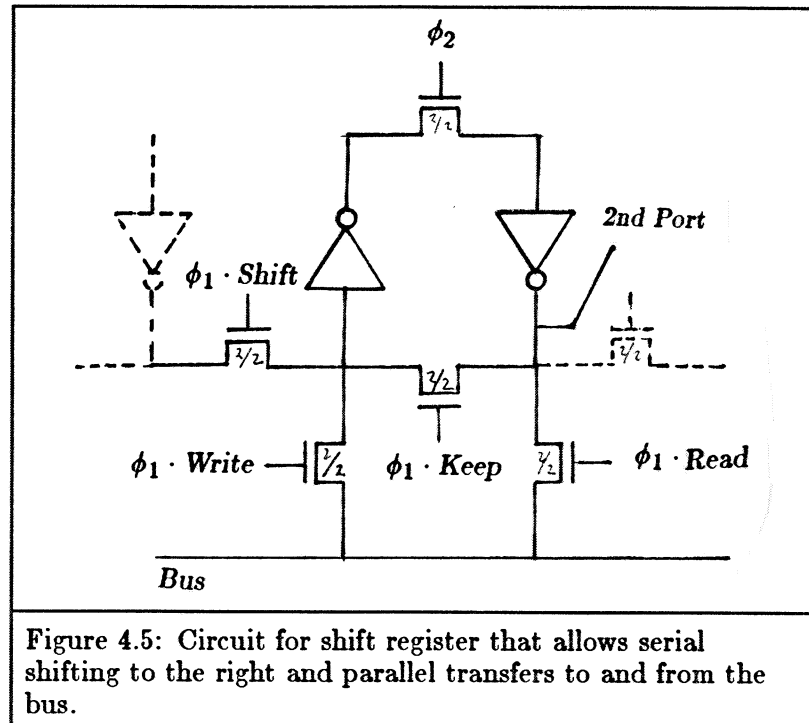 ϕ₂
2/2
2nd Port
ϕ₁ · Shift
2/2
2/2
2/2
ϕ₁ · Write
2/2
ϕ₁ · Keep
2/2
ϕ₁ · Read
Bus
Figure 4.5: Circuit for shift register that allows serial
shifting to the right and parallel transfers to and from the
bus.